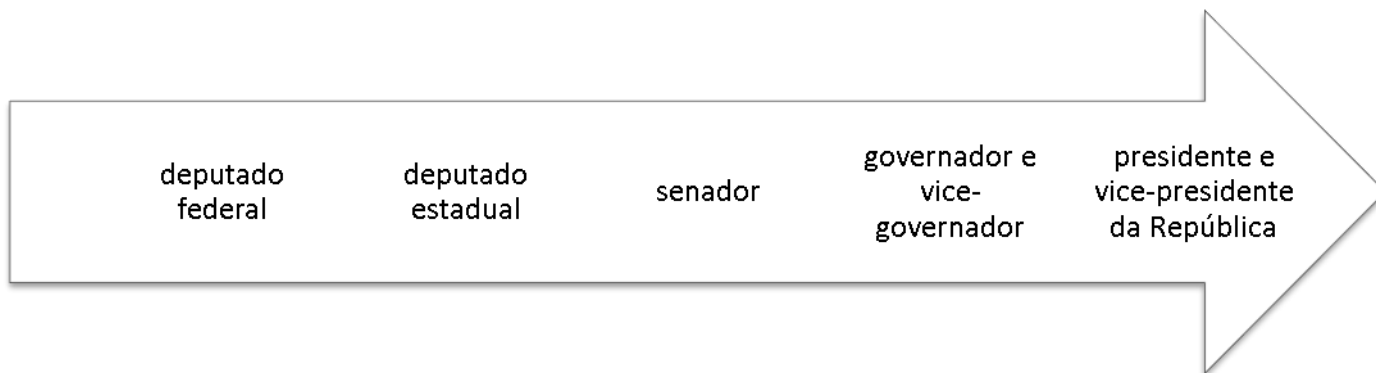 deputado
federal
deputado
estadual
senador
governador e
vice-
governador
presidente e
vice-presidente
da República